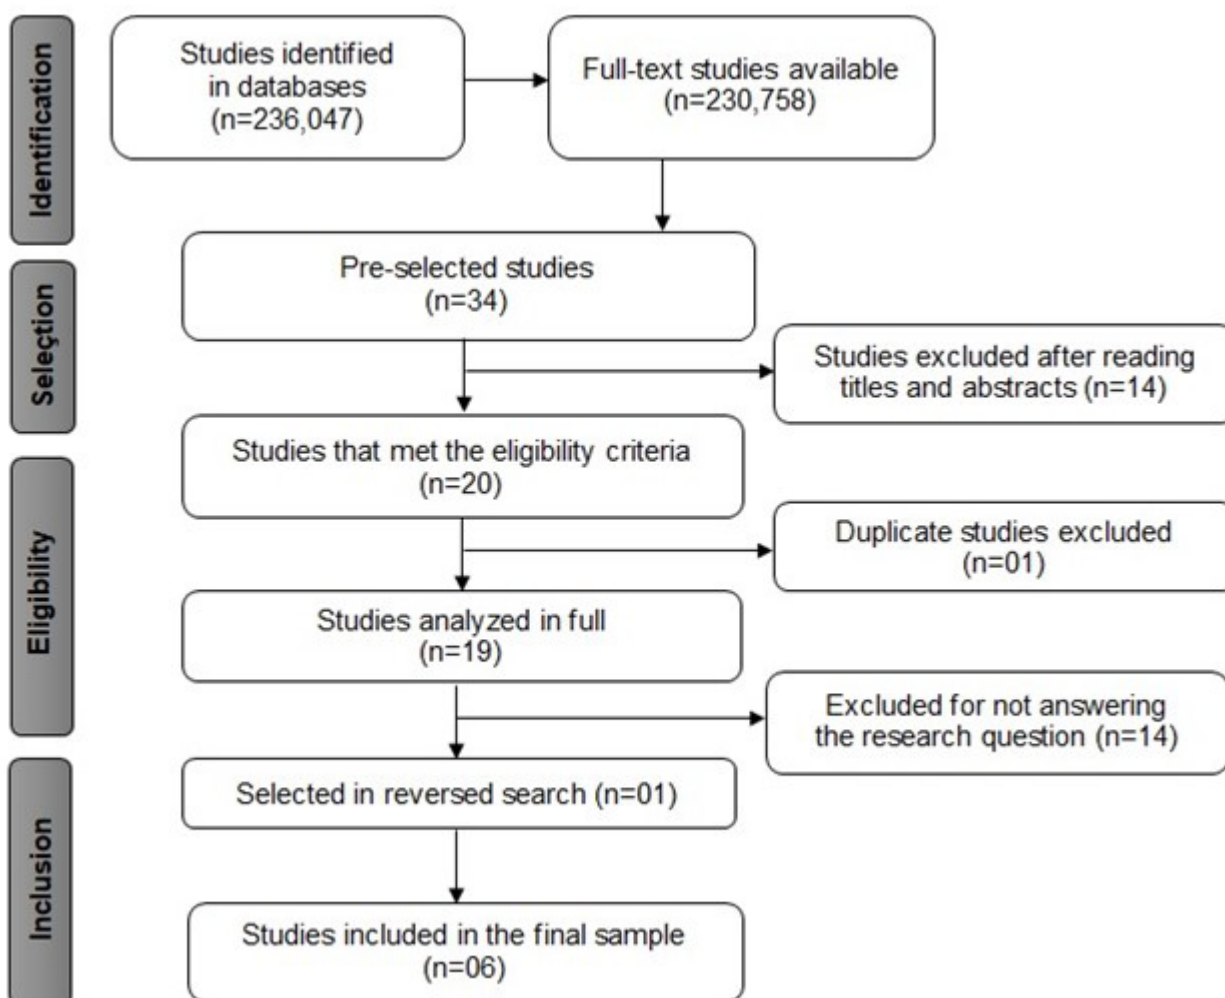 Identification
Studies identified
in databases
(n=236,047)
Full-text studies available
(n=230,758)
Selection
Pre-selected studies
(n=34)
Studies excluded after reading
titles and abstracts (n=14)
Studies that met the eligibility criteria
(n=20)
Eligibility
Duplicate studies excluded
(n=01)
Studies analyzed in full
(n=19)
Excluded for not answering
the research question (n=14)
Inclusion
Selected in reversed search (n=01)
Studies included in the final sample
(n=06)